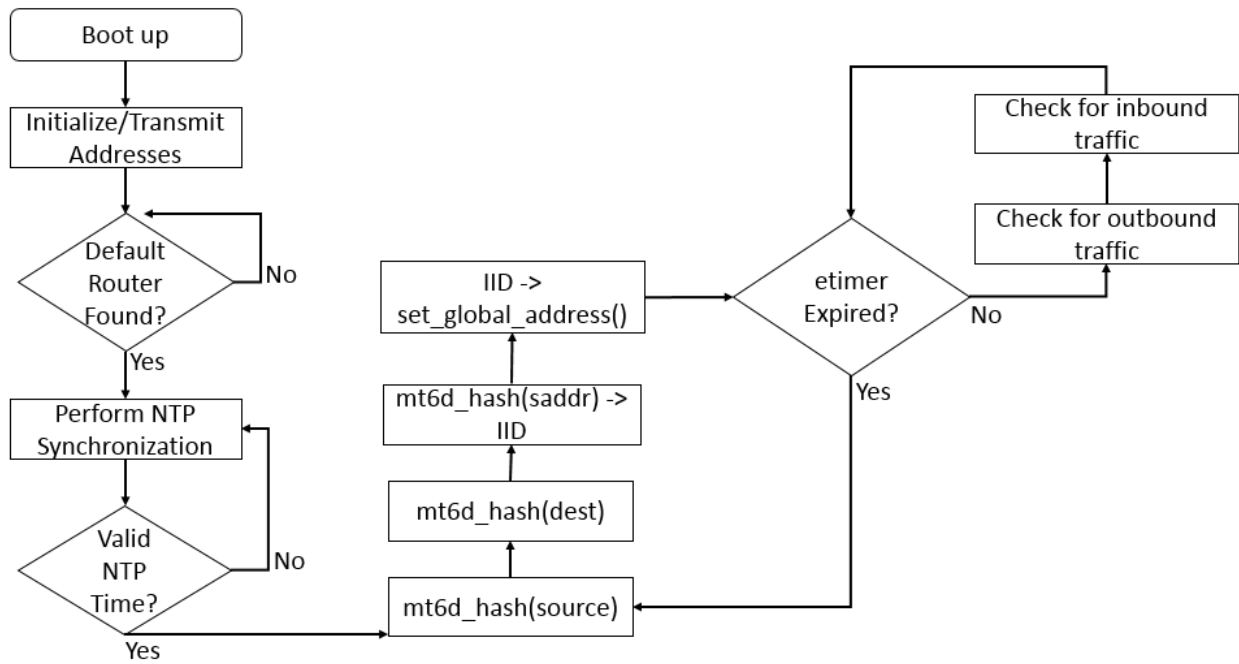 Boot up
Initialize/Transmit
Addresses
Default
Router
Found?
No
Yes
Perform NTP
Synchronization
Valid
NTP
Time?
No
Yes
mt6d_hash(source)
mt6d_hash(dest)
mt6d_hash(saddr) ->
IID
IID ->
set_global_address()
etimer
Expired?
No
Yes
Check for outbound
traffic
Check for inbound
traffic